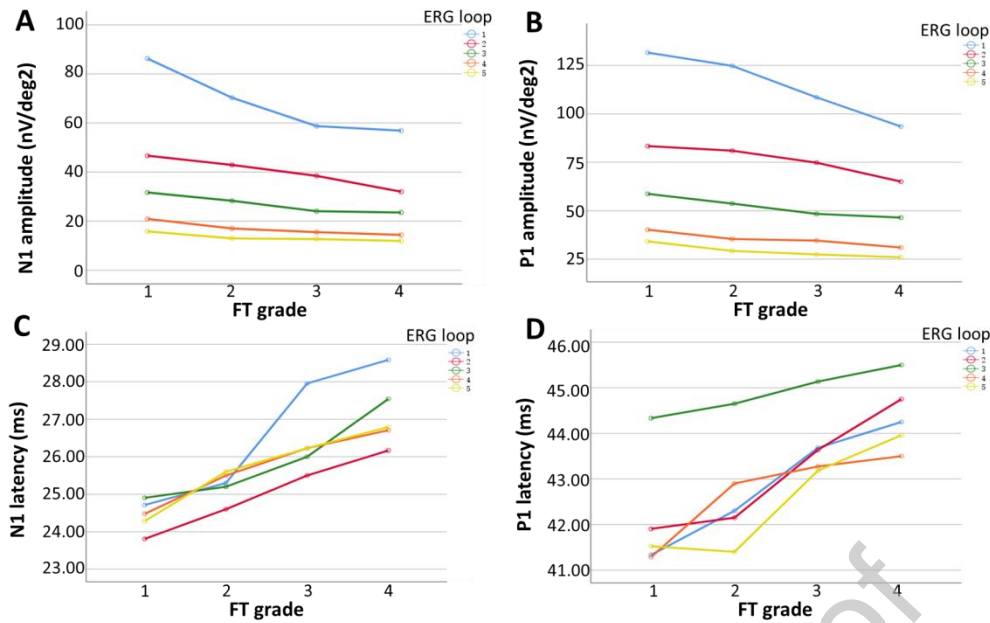 A
ERG loop
1
2
3
4
5
100
80
60
40
20
0
N1 amplitude (nV/deg2)
1 2 3 4
FT grade
B
ERG loop
1
2
3
4
5
125
100
75
50
25
P1 amplitude (nV/deg2)
1 2 3 4
FT grade
C
ERG loop
1
2
3
4
5
29.00
28.00
27.00
26.00
25.00
24.00
23.00
N1 latency (ms)
1 2 3 4
FT grade
D
ERG loop
1
2
3
4
5
46.00
45.00
44.00
43.00
42.00
41.00
P1 latency (ms)
1 2 3 4
FT grade